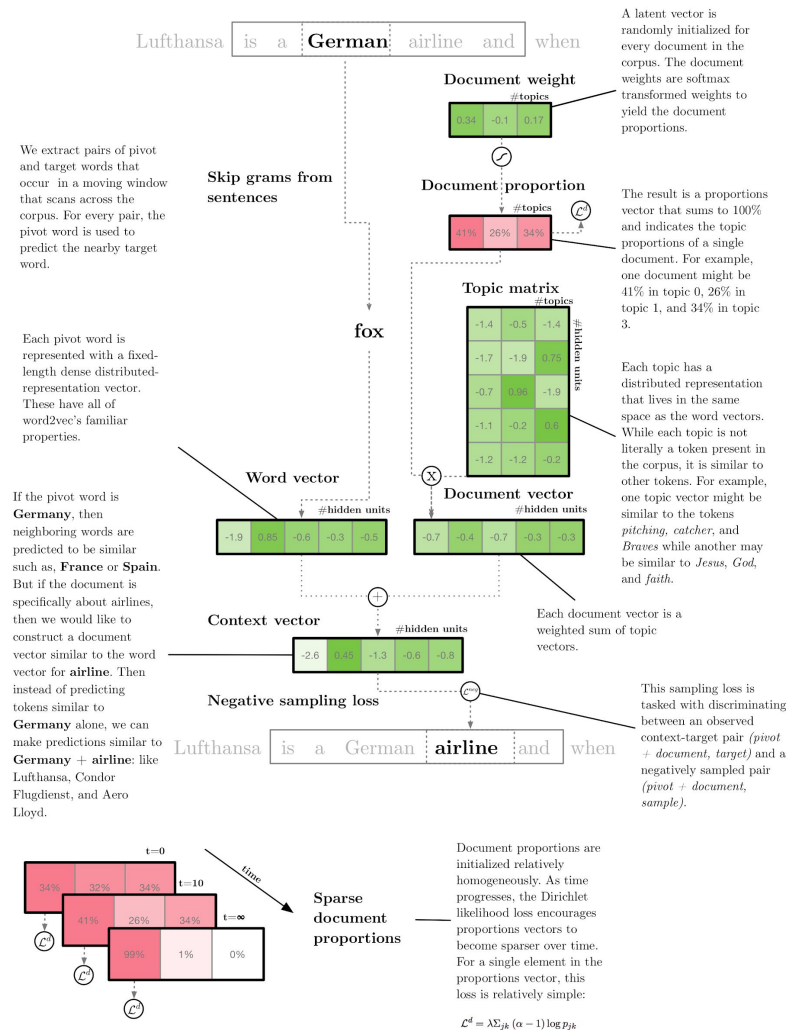 Lufthansa is a German airline and when
A latent vector is
randomly initialized for
every document in the
corpus. The document
weights are softmax
transformed weights to
yield the document
proportions.
Document weight
#topics
0.34 -0.1 0.17
We extract pairs of pivot
and target words that
occur in a moving window
that scans across the
corpus. For every pair, the
pivot word is used to
predict the nearby target
word.
Skip grams from
sentences
Document proportion
#topics
ℒᵈ
41% 26% 34%
The result is a proportions
vector that sums to 100%
and indicates the topic
proportions of a single
document. For example,
one document might be
41% in topic 0, 26% in
topic 1, and 34% in topic
3.
Topic matrix
#topics
#hidden units
-1.4 -0.5 -1.4
-1.7 -1.9 0.75
-0.7 0.96 -1.9
-1.1 -0.2 0.6
-1.2 -1.2 -0.2
fox
Each pivot word is
represented with a fixed-
length dense distributed-
representation vector.
These have all of
word2vec's familiar
properties.
Each topic has a
distributed representation
that lives in the same
space as the word vectors.
While each topic is not
literally a token present in
the corpus, it is similar to
other tokens. For example,
one topic vector might be
similar to the tokens
pitching, catcher, and
Braves while another may
be similar to Jesus, God,
and faith.
X
Word vector
#hidden units
-1.9 0.85 -0.6 -0.3 -0.5
Document vector
#hidden units
-0.7 -0.4 -0.7 -0.3 -0.3
If the pivot word is
Germany, then
neighboring words are
predicted to be similar
such as, France or Spain.
But if the document is
specifically about airlines,
then we would like to
construct a document
vector similar to the word
vector for airline. Then
instead of predicting
tokens similar to
Germany alone, we can
make predictions similar to
Germany + airline: like
Lufthansa, Condor
Flugdienst, and Aero
Lloyd.
+
Each document vector is a
weighted sum of topic
vectors.
Context vector
#hidden units
-2.6 0.45 -1.3 -0.6 -0.8
Negative sampling loss
ℒⁿᵉᵍ
This sampling loss is
tasked with discriminating
between an observed
context-target pair (pivot
+ document, target) and a
negatively sampled pair
(pivot + document,
sample).
Lufthansa is a German airline and when
t=0
34% 32% 34%
t=10
41% 26% 34%
t=∞
99% 1% 0%
ℒᵈ
ℒᵈ
ℒᵈ
time
Sparse
document
proportions
Document proportions are
initialized relatively
homogeneously. As time
progresses, the Dirichlet
likelihood loss encourages
proportions vectors to
become sparser over time.
For a single element in the
proportions vector, this
loss is relatively simple:
ℒᵈ = λΣⱼₖ (α − 1) log pⱼₖ